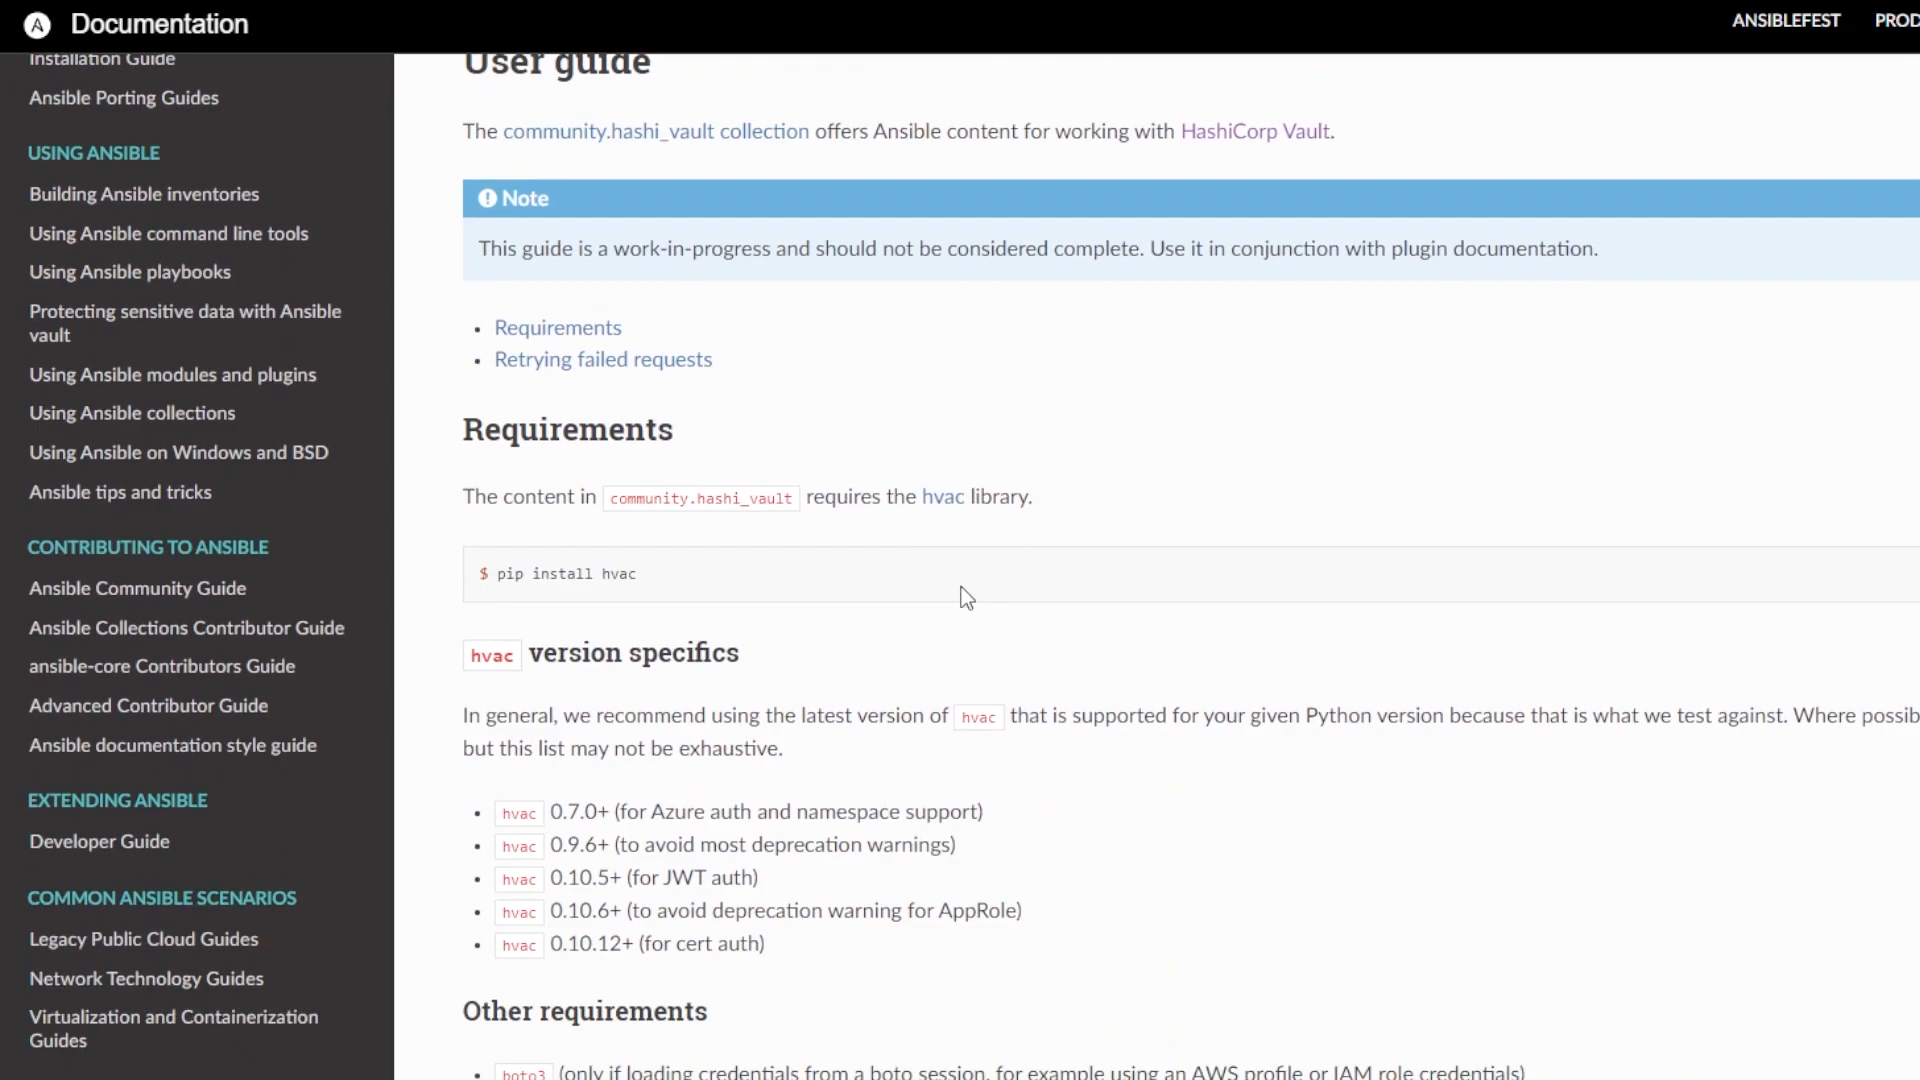 Documentation
ANSIBLEFEST
PROD
Installation Guide
Ansible Porting Guides
USING ANSIBLE
Building Ansible inventories
Using Ansible command line tools
Using Ansible playbooks
Protecting sensitive data with Ansible
vault
Using Ansible modules and plugins
Using Ansible collections
Using Ansible on Windows and BSD
Ansible tips and tricks
CONTRIBUTING TO ANSIBLE
Ansible Community Guide
Ansible Collections Contributor Guide
ansible-core Contributors Guide
Advanced Contributor Guide
Ansible documentation style guide
EXTENDING ANSIBLE
Developer Guide
COMMON ANSIBLE SCENARIOS
Legacy Public Cloud Guides
Network Technology Guides
Virtualization and Containerization
Guides
User guide
The community.hashi_vault collection offers Ansible content for working with HashiCorp Vault.
Note
This guide is a work-in-progress and should not be considered complete. Use it in conjunction with plugin documentation.
• Requirements
• Retrying failed requests
Requirements
The content in community.hashi_vault requires the hvac library.
$ pip install hvac
hvac version specifics
In general, we recommend using the latest version of hvac that is supported for your given Python version because that is what we test against. Where possib
but this list may not be exhaustive.
• hvac 0.7.0+ (for Azure auth and namespace support)
• hvac 0.9.6+ (to avoid most deprecation warnings)
• hvac 0.10.5+ (for JWT auth)
• hvac 0.10.6+ (to avoid deprecation warning for AppRole)
• hvac 0.10.12+ (for cert auth)
Other requirements
• boto3 (only if loading credentials from a boto session, for example using an AWS profile or IAM role credentials)